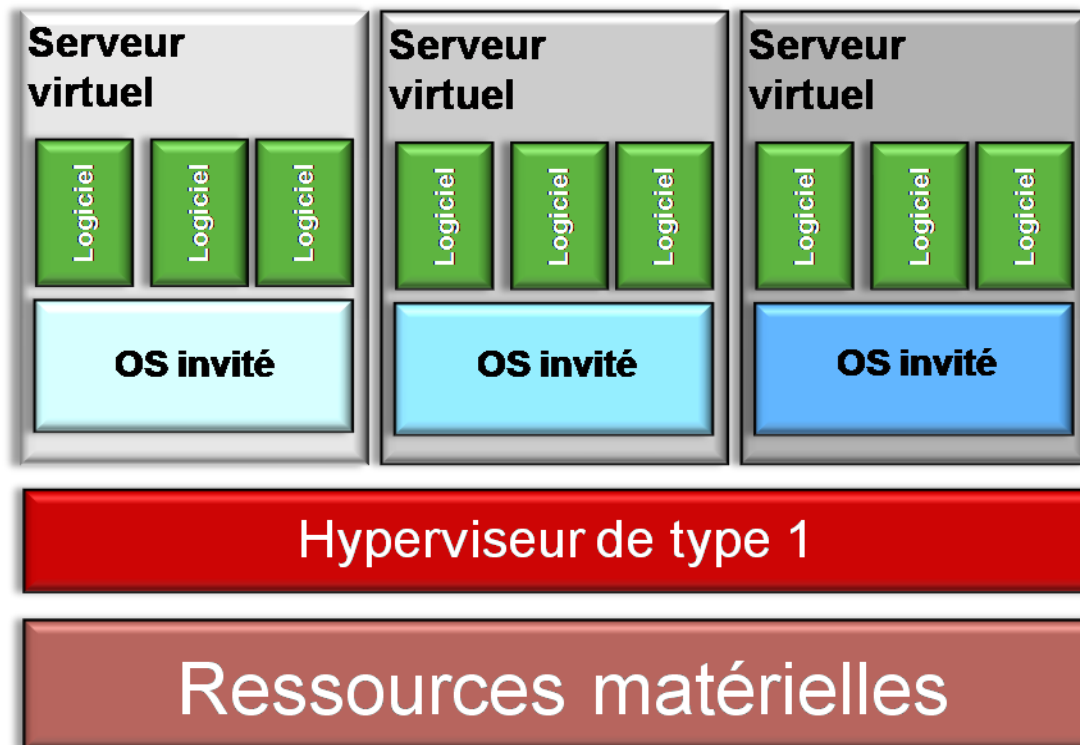 Serveur
virtuel
Logiciel
Logiciel
Logiciel
OS invité
Serveur
virtuel
Logiciel
Logiciel
Logiciel
OS invité
Serveur
virtuel
Logiciel
Logiciel
Logiciel
OS invité
Hyperviseur de type 1
Ressources matérielles